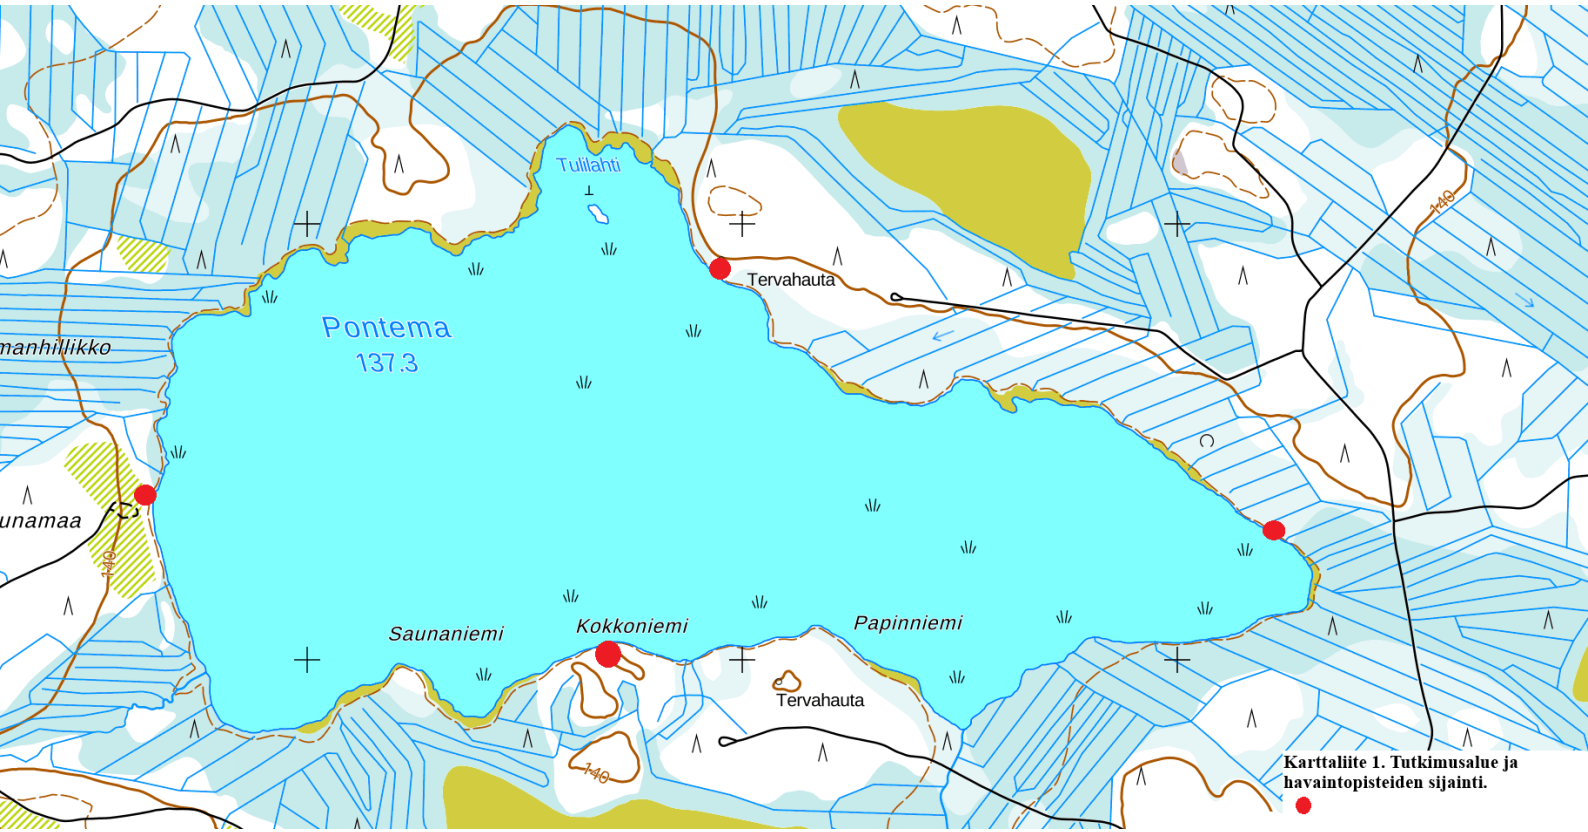 Tulilahti
140
Tervahauta
Pontema
137.3
manhillikko
unamaa
140
Saunaniemi
Kokkoniemi
Papinniemi
Tervahauta
140
Karttaliite 1. Tutkimusalue ja
havaintopisteiden sijainti.